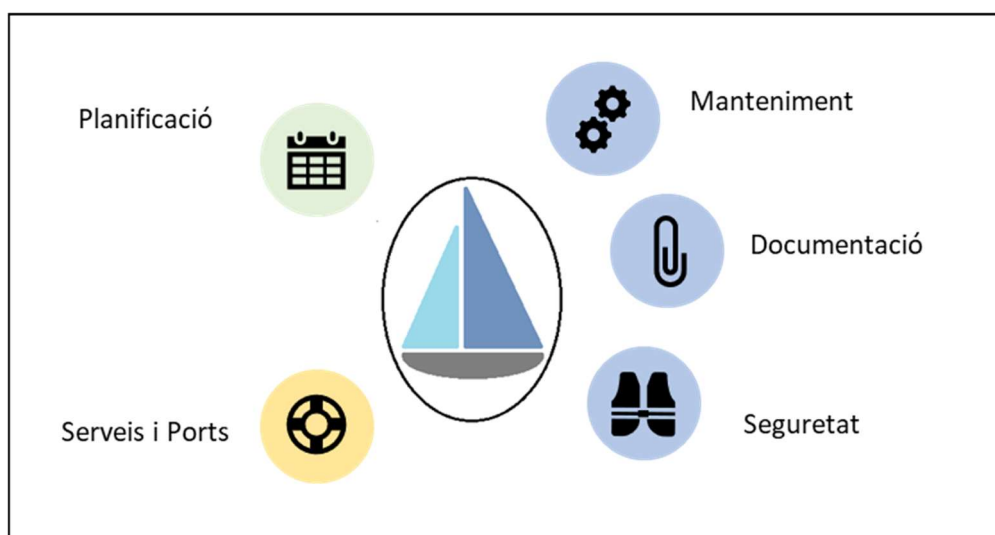 Planificació
Manteniment
Documentació
Serveis i Ports
Seguretat